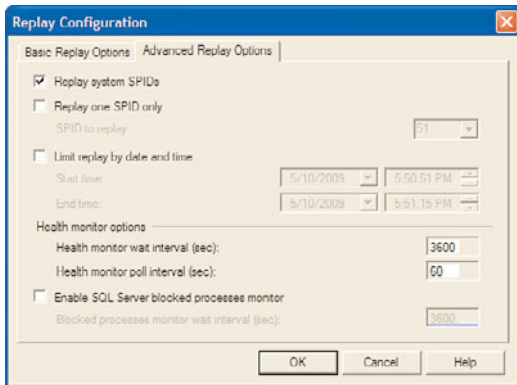 Replay Configuration
Basic Replay Options Advanced Replay Options
Replay system SPIDs
Replay one SPID only
SPID to replay 51
Limit replay by date and time
Start time 5/10/2009 5:50:51 PM
End time: 5/10/2009 5:51:15 PM
Health monitor options
Health monitor wait interval (sec): 3600
Health monitor poll interval (sec): 60
Enable SQL Server blocked processes monitor
Blocked processes monitor wait interval (sec): 3600
OK Cancel Help